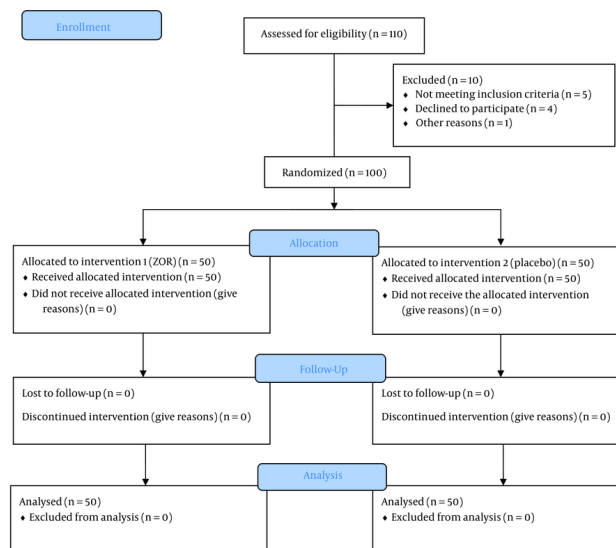 Enrollment
Assessed for eligibility (n = 110)
Excluded (n = 10)
♦ Not meeting inclusion criteria (n = 5)
♦ Declined to participate (n = 4)
♦ Other reasons (n = 1)
Randomized (n = 100)
Allocation
Allocated to intervention 1 (ZOR) (n = 50)
♦ Received allocated intervention (n = 50)
♦ Did not receive allocated intervention (give
reasons) (n = 0)
Allocated to intervention 2 (placebo) (n = 50)
♦ Received allocated intervention (n = 50)
♦ Did not receive the allocated intervention
(give reasons) (n = 0)
Follow-Up
Lost to follow-up (n = 0)
Discontinued intervention (give reasons) (n = 0)
Lost to follow-up (n = 0)
Discontinued intervention (give reasons) (n = 0)
Analysis
Analysed (n = 50)
♦ Excluded from analysis (n = 0)
Analysed (n = 50)
♦ Excluded from analysis (n = 0)